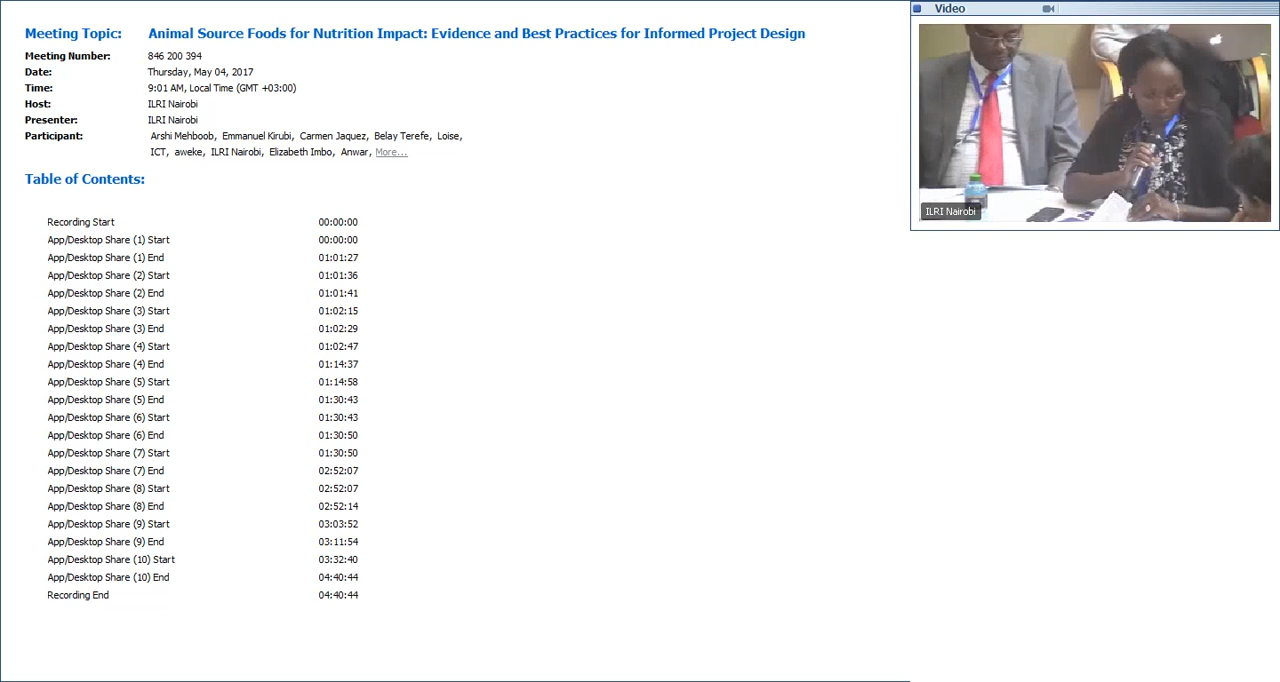 Meeting Topic: Animal Source Foods for Nutrition Impact: Evidence and Best Practices for Informed Project Design
Meeting Number: 846 200 394
Date: Thursday, May 04, 2017
Time: 9:01 AM, Local Time (GMT +03:00)
Host: ILRI Nairobi
Presenter: ILRI Nairobi
Participant: Arshi Mehboob, Emmanuel Kirubi, Carmen Jaquez, Belay Terefe, Loise,
ICT, aweke, ILRI Nairobi, Elizabeth Imbo, Anwar, More...
Table of Contents:
Recording Start 00:00:00
App/Desktop Share (1) Start 00:00:00
App/Desktop Share (1) End 01:01:27
App/Desktop Share (2) Start 01:01:36
App/Desktop Share (2) End 01:01:41
App/Desktop Share (3) Start 01:02:15
App/Desktop Share (3) End 01:02:29
App/Desktop Share (4) Start 01:02:47
App/Desktop Share (4) End 01:14:37
App/Desktop Share (5) Start 01:14:58
App/Desktop Share (5) End 01:30:43
App/Desktop Share (6) Start 01:30:43
App/Desktop Share (6) End 01:30:50
App/Desktop Share (7) Start 01:30:50
App/Desktop Share (7) End 02:52:07
App/Desktop Share (8) Start 02:52:07
App/Desktop Share (8) End 02:52:14
App/Desktop Share (9) Start 03:03:52
App/Desktop Share (9) End 03:11:54
App/Desktop Share (10) Start 03:32:40
App/Desktop Share (10) End 04:40:44
Recording End 04:40:44
Video
ILRI Nairobi